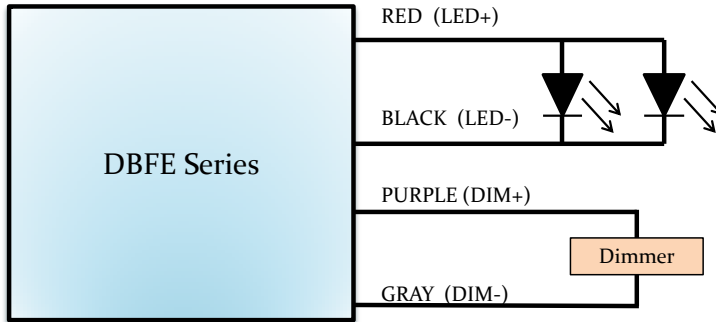 RED (LED+)
BLACK (LED-)
DBFE Series
PURPLE (DIM+)
Dimmer
GRAY (DIM-)